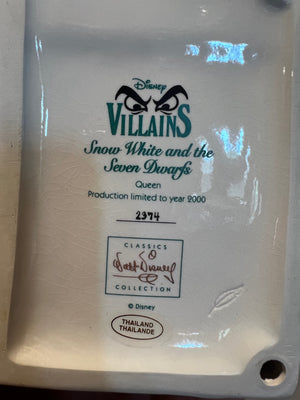 Disney
VILLAINS
Snow White and the
Seven Dwarfs
Queen
Production limited to year 2000
2374
CLASSICS
Walt Disney
COLLECTION
© Disney
THAILAND
THAILANDE